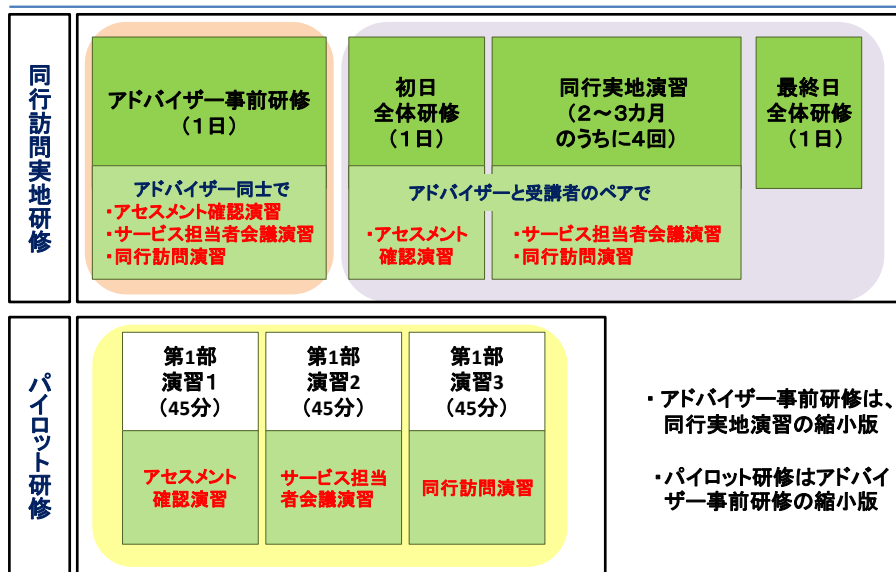 同行訪問実地研修
アドバイザー事前研修
（１日）
アドバイザー同士で
・アセスメント確認演習
・サービス担当者会議演習
・同行訪問演習
初日
全体研修
（１日）
同行実地演習
（２～３カ月
のうちに４回）
最終日
全体研修
（１日）
アドバイザーと受講者のペアで
・アセスメント
確認演習
・サービス担当者会議演習
・同行訪問演習
パイロット研修
第1部
演習１
（45分）
アセスメント
確認演習
第1部
演習2
（45分）
サービス担当
者会議演習
第1部
演習3
（45分）
同行訪問演習
・アドバイザー事前研修は、
同行実地演習の縮小版
・パイロット研修はアドバイ
ザー事前研修の縮小版